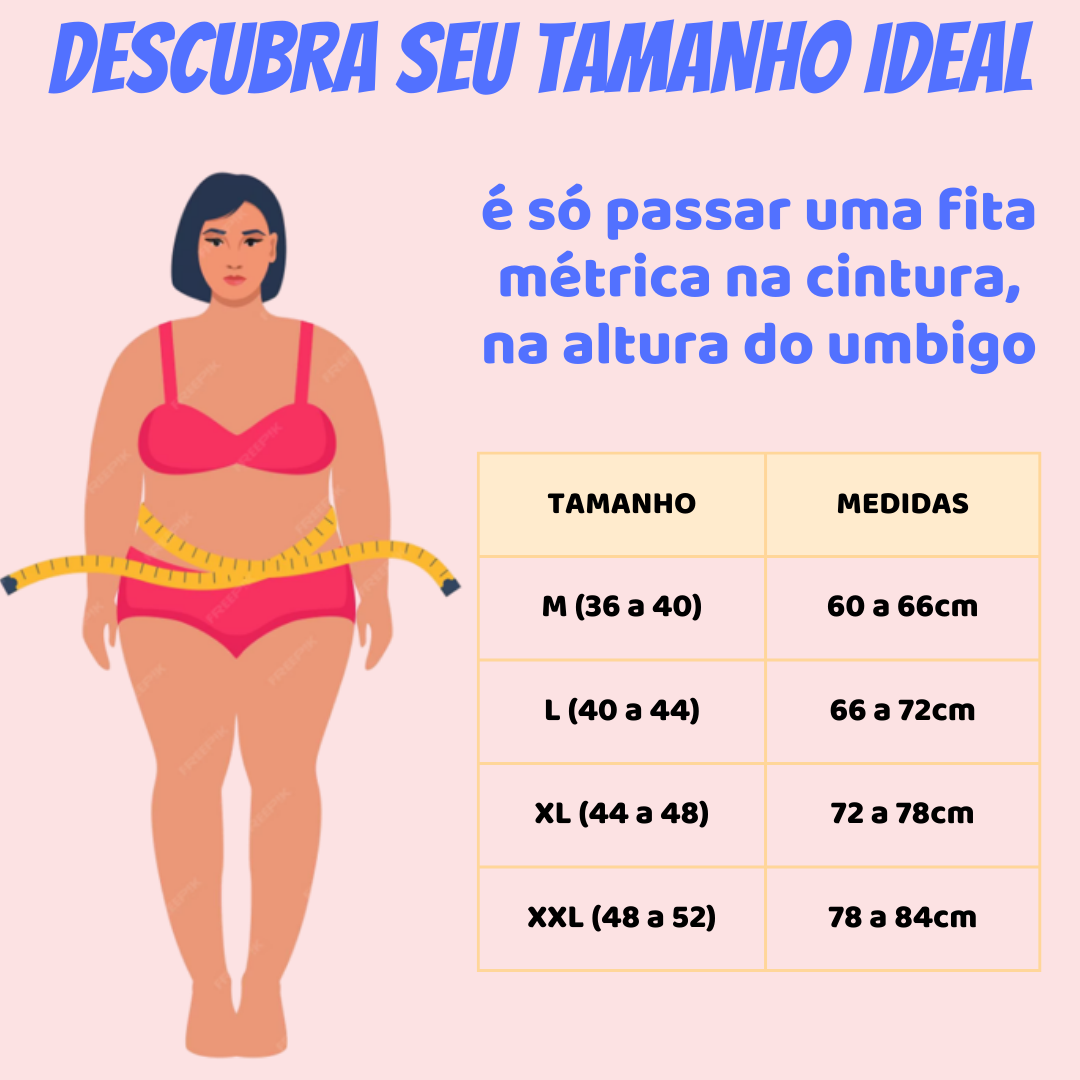 DESCUBRA SEU TAMANHO IDEAL
é só passar uma fita
métrica na cintura,
na altura do umbigo
TAMANHO MEDIDAS
M (36 a 40) 60 a 66cm
L (40 a 44) 66 a 72cm
XL (44 a 48) 72 a 78cm
XXL (48 a 52) 78 a 84cm
FREEPIK